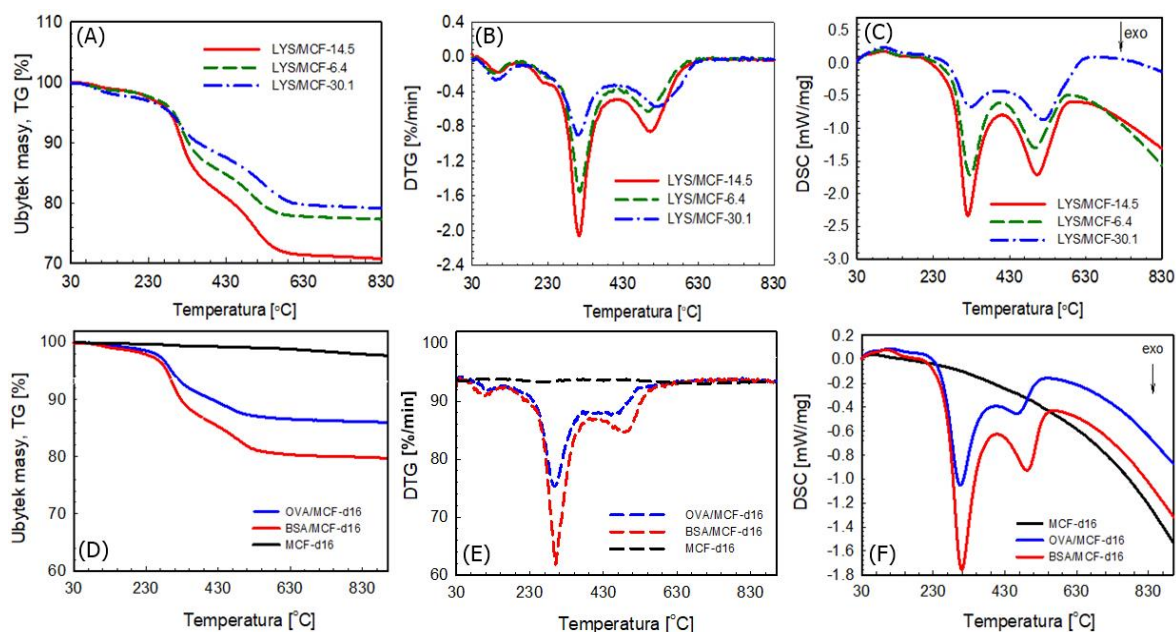 (A)
Ubytek masy, TG [%]
110
100
90
80
70
LYS/MCF-14.5
LYS/MCF-6.4
LYS/MCF-30.1
30 230 430 630 830
Temperatura [°C]
(B)
DTG [%/min]
0.4
0.0
-0.4
-0.8
-1.2
-1.6
-2.0
-2.4
LYS/MCF-14.5
LYS/MCF-6.4
LYS/MCF-30.1
30 230 430 630 830
Temperatura [°C]
(C)
exo
DSC [mW/mg]
0.5
0.0
-0.5
-1.0
-1.5
-2.0
-2.5
-3.0
LYS/MCF-14.5
LYS/MCF-6.4
LYS/MCF-30.1
30 230 430 630 830
Temperatura [°C]
(D)
Ubytek masy, TG [%]
100
90
80
70
60
OVA/MCF-d16
BSA/MCF-d16
MCF-d16
30 230 430 630 830
Temperatura [°C]
(E)
DTG [%/min]
100
90
80
70
60
OVA/MCF-d16
BSA/MCF-d16
MCF-d16
30 230 430 630 830
Temperatura [°C]
(F)
exo
DSC [mW/mg]
0.2
0.0
-0.2
-0.4
-0.6
-0.8
-1.0
-1.2
-1.4
-1.6
-1.8
MCF-d16
OVA/MCF-d16
BSA/MCF-d16
30 230 430 630 830
Temperatura [°C]